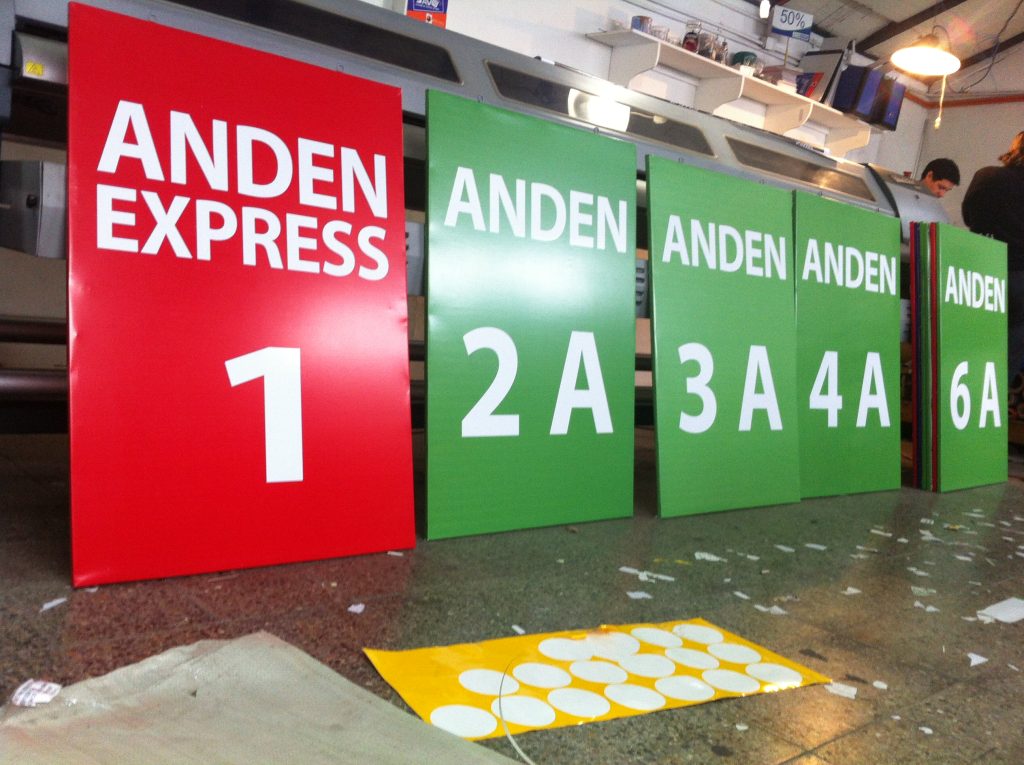 ANDEN
EXPRESS
1
ANDEN
2 A
ANDEN
3 A
ANDEN
4 A
ANDEN
6 A
50%